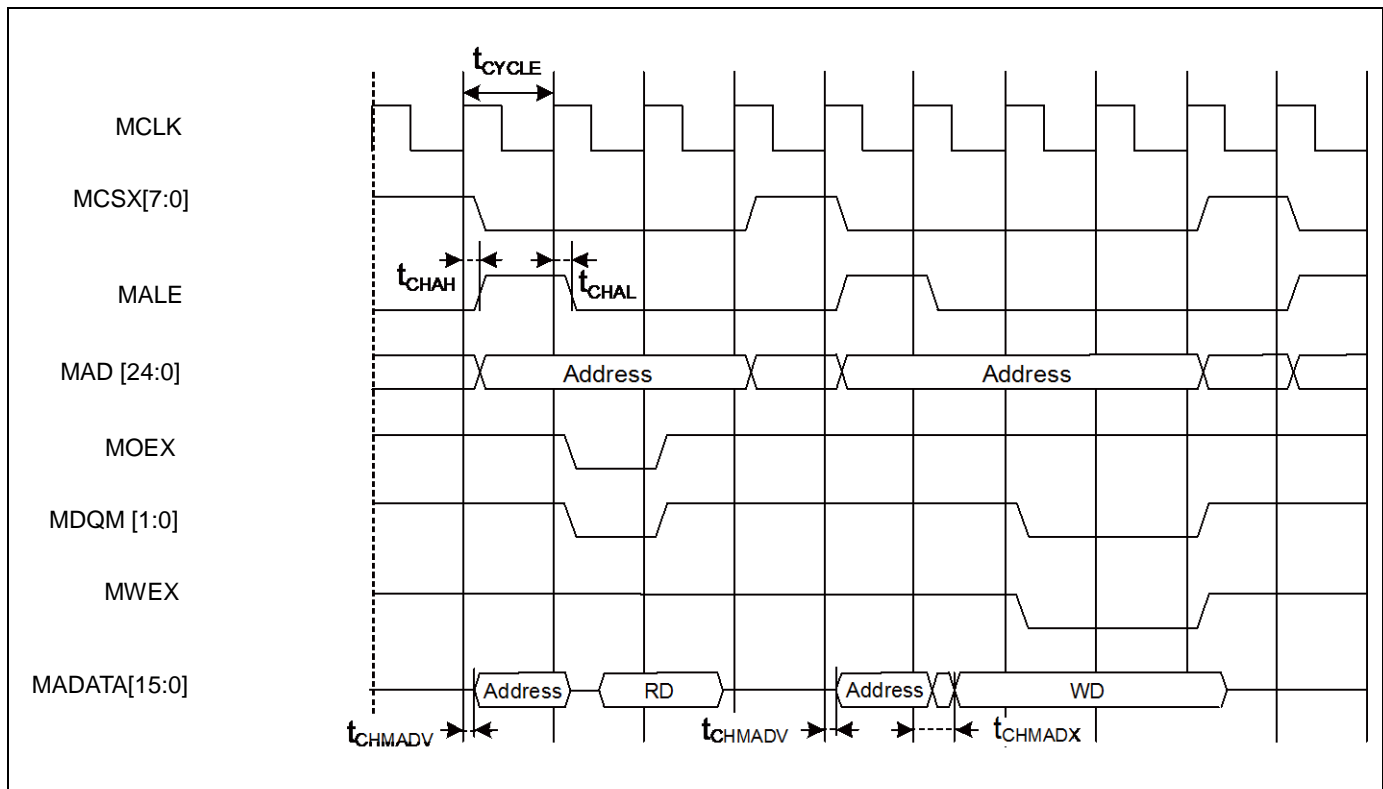 tCYCLE
MCLK
MCSX[7:0]
tCHAH
tCHAL
MALE
MAD [24:0]
Address
Address
MOEX
MDQM [1:0]
MWEX
MADATA[15:0]
Address
RD
Address
WD
tCHMADV
tCHMADV
tCHMADX